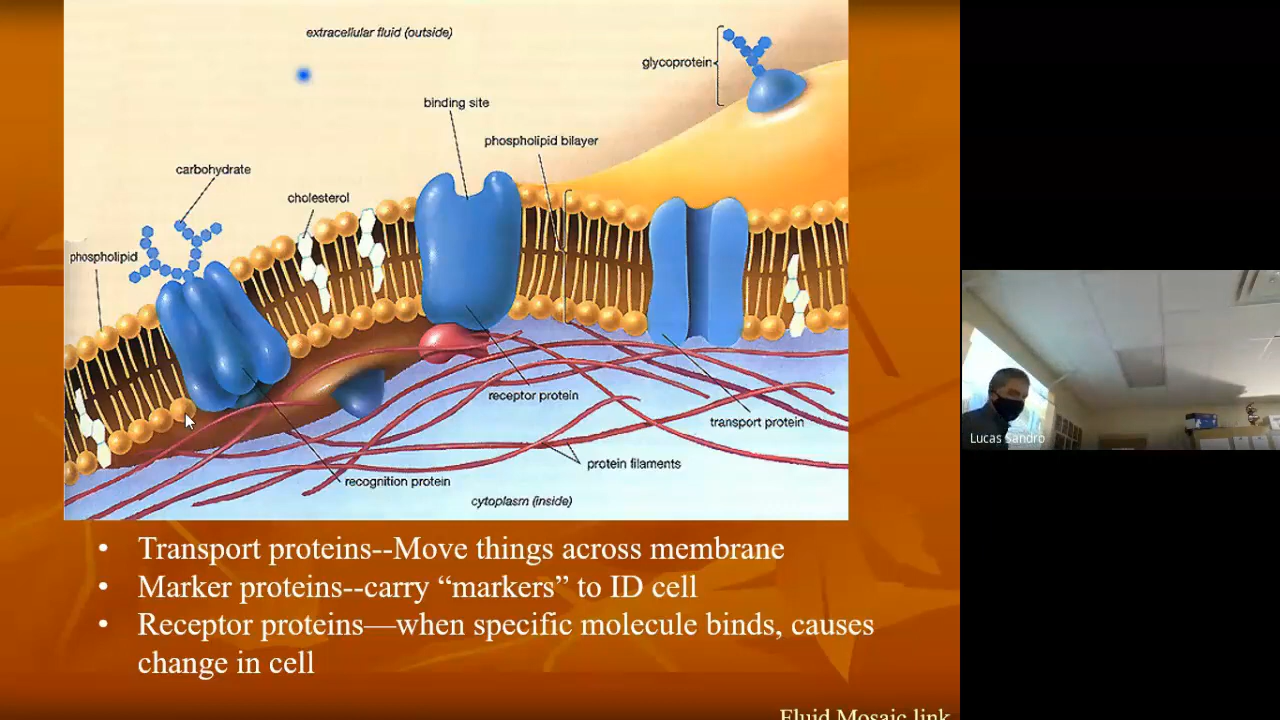 extracellular fluid (outside)
glycoprotein
binding site
phospholipid bilayer
carbohydrate
cholesterol
phospholipid
receptor protein
transport protein
protein filaments
recognition protein
cytoplasm (inside)
• Transport proteins--Move things across membrane
• Marker proteins--carry “markers” to ID cell
• Receptor proteins—when specific molecule binds, causes
change in cell
Fluid Mosaic link
Lucas Sandro